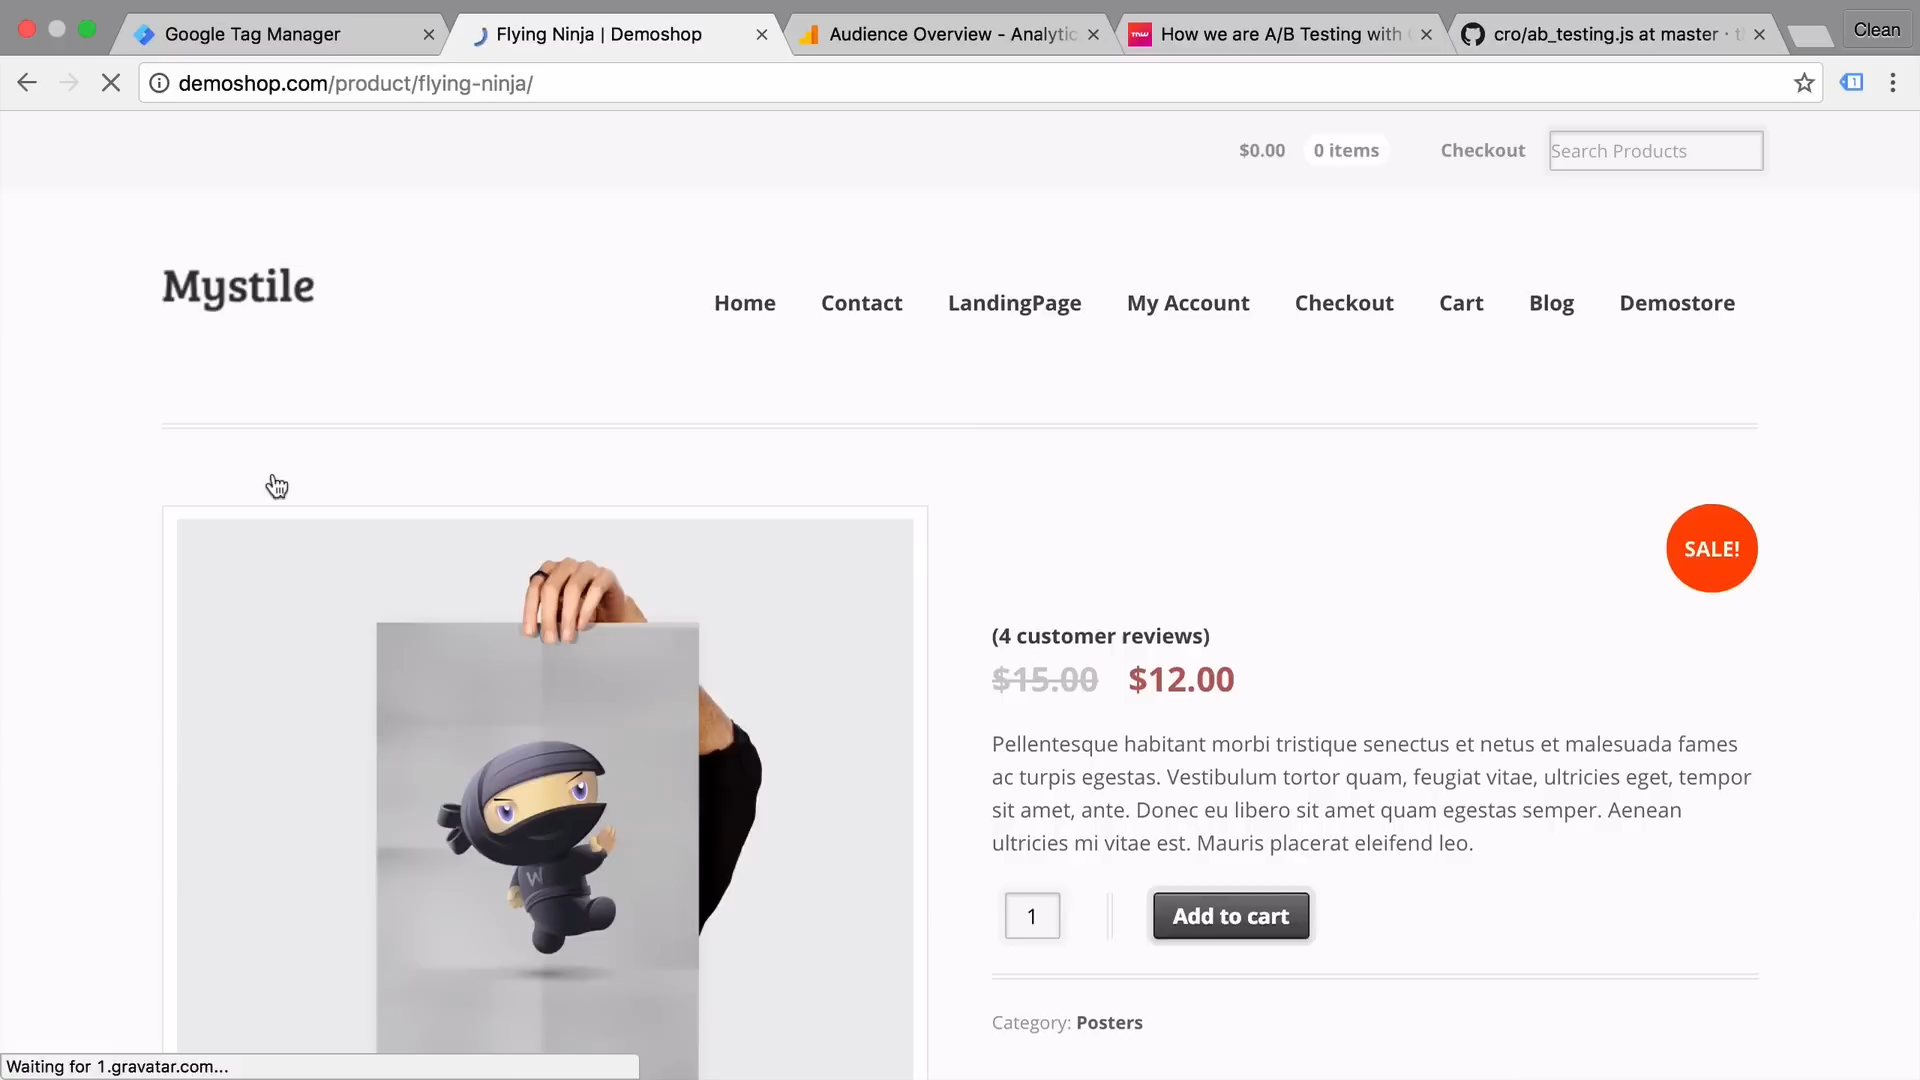 Google Tag Manager
Flying Ninja | Demoshop
Audience Overview - Analytic
How we are A/B Testing with
cro/ab_testing.js at master · t
Clean
demoshop.com/product/flying-ninja/
1
$0.00
0 items
Checkout
Search Products
Mystile
Home
Contact
LandingPage
My Account
Checkout
Cart
Blog
Demostore
SALE!
(4 customer reviews)
$15.00 $12.00
Pellentesque habitant morbi tristique senectus et netus et malesuada fames
ac turpis egestas. Vestibulum tortor quam, feugiat vitae, ultricies eget, tempor
sit amet, ante. Donec eu libero sit amet quam egestas semper. Aenean
ultricies mi vitae est. Mauris placerat eleifend leo.
1
Add to cart
W
Category: Posters
Waiting for 1.gravatar.com...